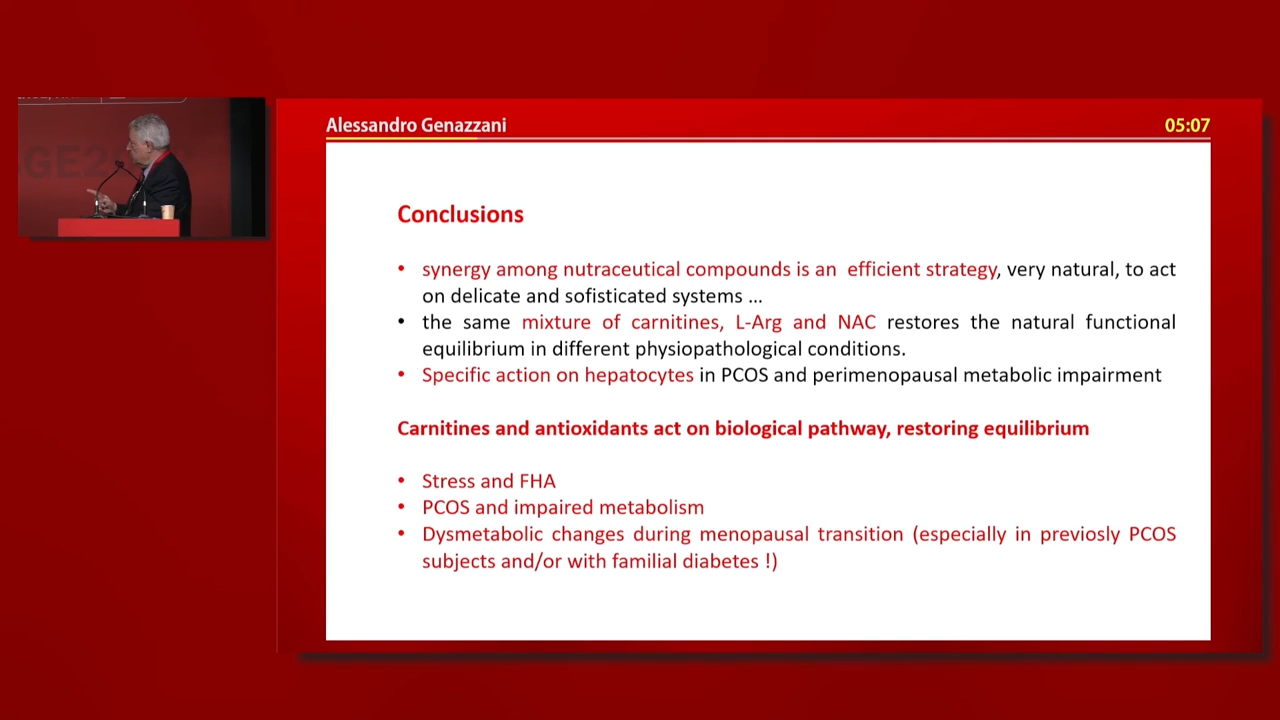 Alessandro Genazzani
05:07
GE2
Conclusions
• synergy among nutraceutical compounds is an efficient strategy, very natural, to act
on delicate and sofisticated systems ...
• the same mixture of carnitines, L-Arg and NAC restores the natural functional
equilibrium in different physiopathological conditions.
• Specific action on hepatocytes in PCOS and perimenopausal metabolic impairment
Carnitines and antioxidants act on biological pathway, restoring equilibrium
• Stress and FHA
• PCOS and impaired metabolism
• Dysmetabolic changes during menopausal transition (especially in previosly PCOS
subjects and/or with familial diabetes !)